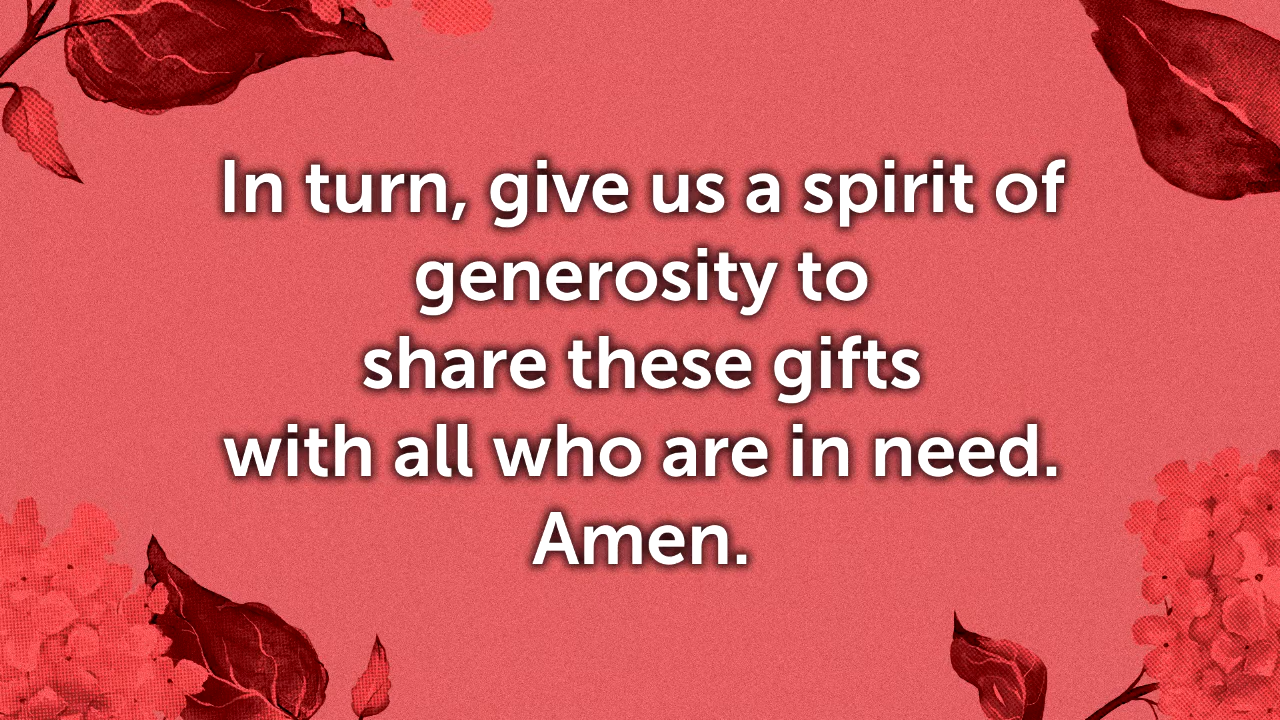 In turn, give us a spirit of
generosity to
share these gifts
with all who are in need.
Amen.